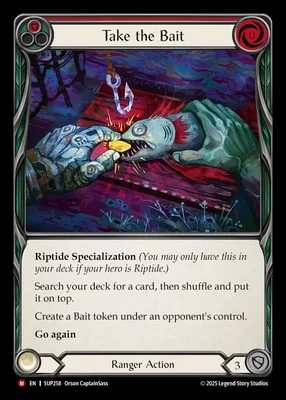 Take the Bait
Riptide Specialization (You may only have this in
your deck if your hero is Riptide.)
Search your deck for a card, then shuffle and put
it on top.
Create a Bait token under an opponent's control.
Go again
Ranger Action
3
M EN SUP258 Orson CaptainSass
© 2025 Legend Story Studios